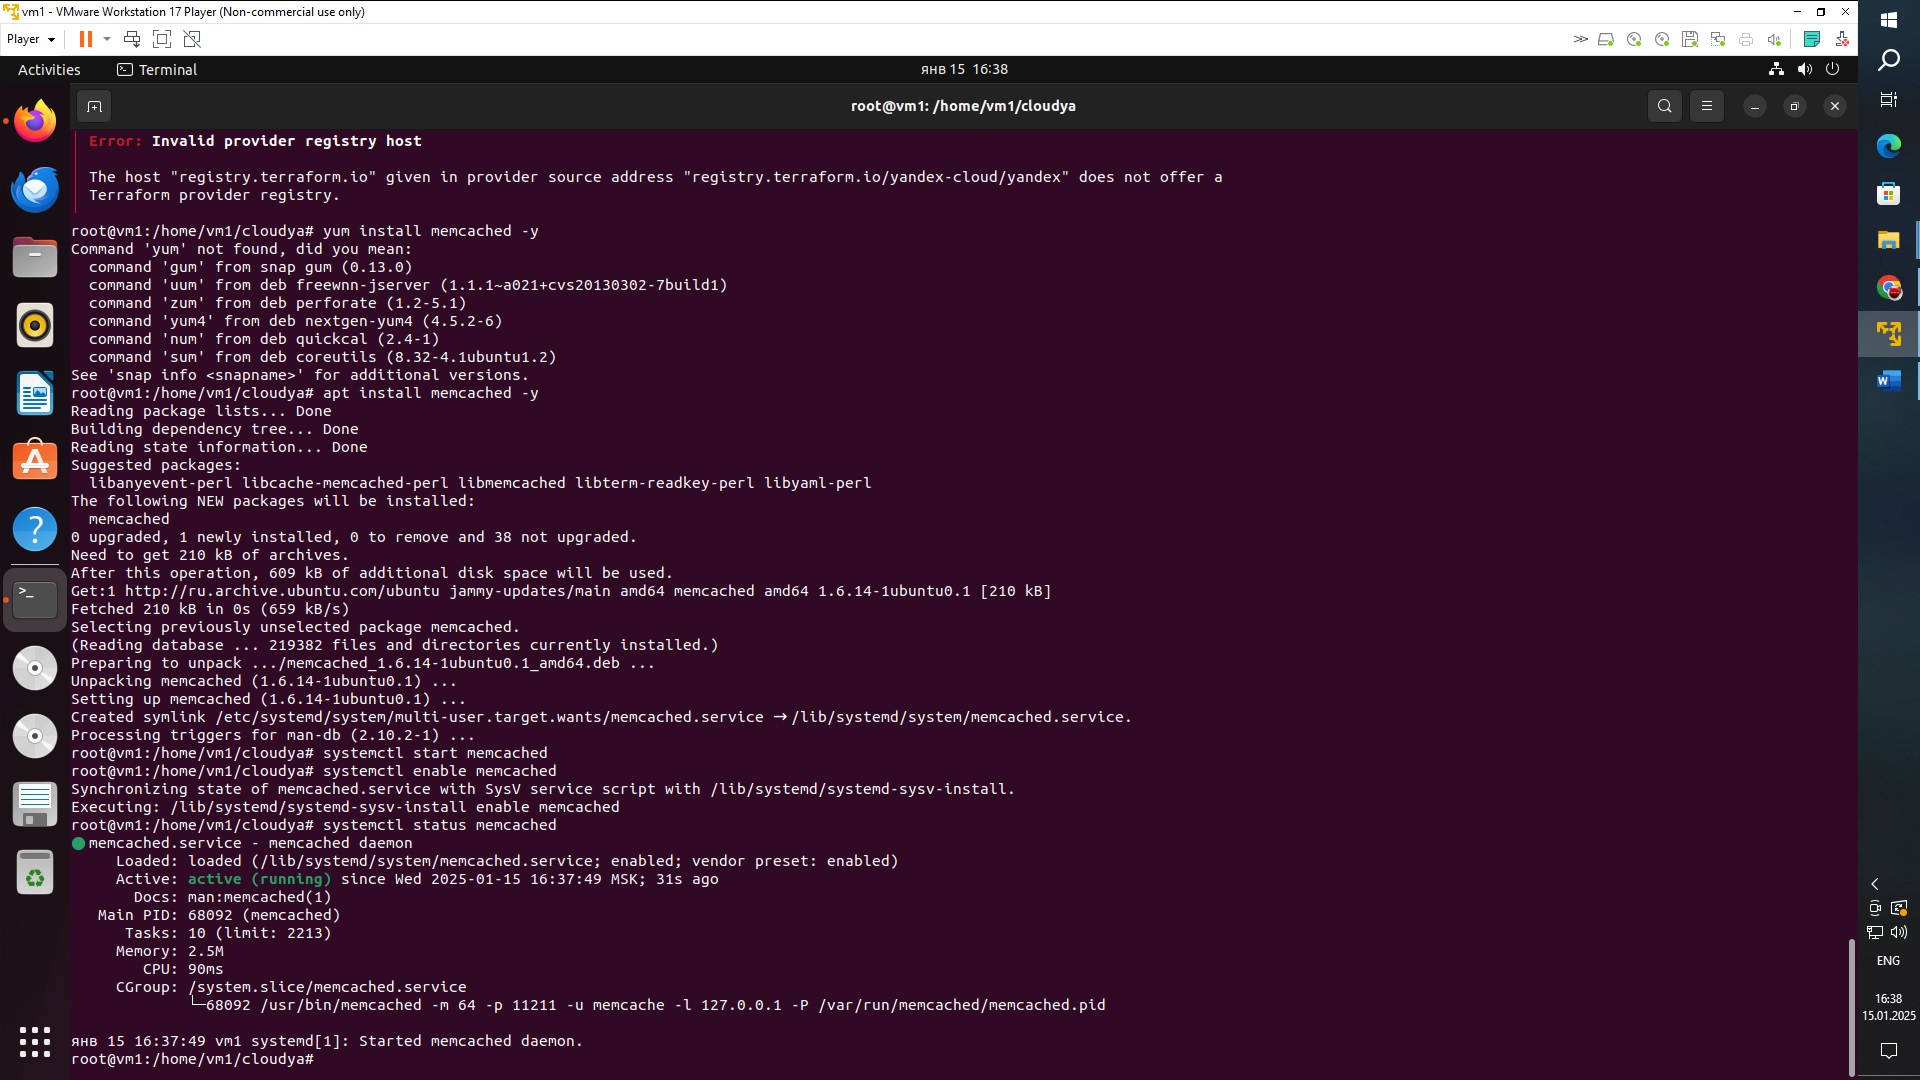 vm1 - VMware Workstation 17 Player (Non-commercial use only)
Player
Activities
Terminal
янв 15 16:38
root@vm1: /home/vm1/cloudya
Error: Invalid provider registry host
The host "registry.terraform.io" given in provider source address "registry.terraform.io/yandex-cloud/yandex" does not offer a
Terraform provider registry.
root@vm1:/home/vm1/cloudya# yum install memcached -y
Command 'yum' not found, did you mean:
command 'gum' from snap gum (0.13.0)
command 'uum' from deb freewnn-jserver (1.1.1~a021+cvs20130302-7build1)
command 'zum' from deb perforate (1.2-5.1)
command 'yum4' from deb nextgen-yum4 (4.5.2-6)
command 'num' from deb quickcal (2.4-1)
command 'sum' from deb coreutils (8.32-4.1ubuntu1.2)
See 'snap info <snapname>' for additional versions.
root@vm1:/home/vm1/cloudya# apt install memcached -y
Reading package lists... Done
Building dependency tree... Done
Reading state information... Done
Suggested packages:
libanyevent-perl libcache-memcached-perl libmemcached libterm-readkey-perl libyaml-perl
The following NEW packages will be installed:
memcached
0 upgraded, 1 newly installed, 0 to remove and 38 not upgraded.
Need to get 210 kB of archives.
After this operation, 609 kB of additional disk space will be used.
Get:1 http://ru.archive.ubuntu.com/ubuntu jammy-updates/main amd64 memcached amd64 1.6.14-1ubuntu0.1 [210 kB]
Fetched 210 kB in 0s (659 kB/s)
Selecting previously unselected package memcached.
(Reading database ... 219382 files and directories currently installed.)
Preparing to unpack .../memcached_1.6.14-1ubuntu0.1_amd64.deb ...
Unpacking memcached (1.6.14-1ubuntu0.1) ...
Setting up memcached (1.6.14-1ubuntu0.1) ...
Created symlink /etc/systemd/system/multi-user.target.wants/memcached.service → /lib/systemd/system/memcached.service.
Processing triggers for man-db (2.10.2-1) ...
root@vm1:/home/vm1/cloudya# systemctl start memcached
root@vm1:/home/vm1/cloudya# systemctl enable memcached
Synchronizing state of memcached.service with SysV service script with /lib/systemd/systemd-sysv-install.
Executing: /lib/systemd/systemd-sysv-install enable memcached
root@vm1:/home/vm1/cloudya# systemctl status memcached
● memcached.service - memcached daemon
Loaded: loaded (/lib/systemd/system/memcached.service; enabled; vendor preset: enabled)
Active: active (running) since Wed 2025-01-15 16:37:49 MSK; 31s ago
Docs: man:memcached(1)
Main PID: 68092 (memcached)
Tasks: 10 (limit: 2213)
Memory: 2.5M
CPU: 90ms
CGroup: /system.slice/memcached.service
└─68092 /usr/bin/memcached -m 64 -p 11211 -u memcache -l 127.0.0.1 -P /var/run/memcached/memcached.pid
янв 15 16:37:49 vm1 systemd[1]: Started memcached daemon.
root@vm1:/home/vm1/cloudya#
ENG
16:38
15.01.2025